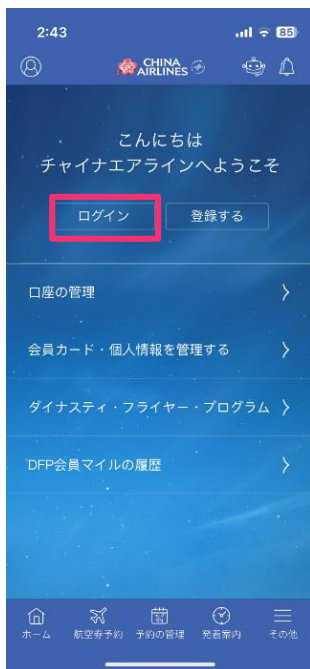 2:43
85
CHINA AIRLINES
こんにちは
チャイナエアラインへようこそ
ログイン
登録する
口座の管理
会員カード・個人情報を管理する
ダイナスティ・フライヤー・プログラム
DFP会員マイルの履歴
ホーム
航空券予約
予約の管理
発着案内
その他